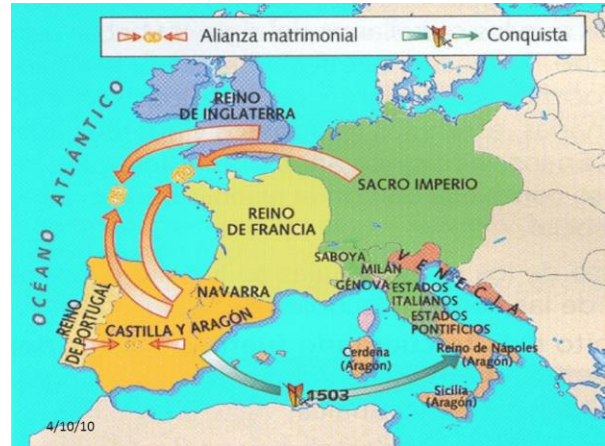 Alianza matrimonial
Conquista
OCÉANO ATLÁNTICO
REINO
DE INGLATERRA
SACRO IMPERIO
REINO
DE FRANCIA
SABOYA
MILÁN
GÉNOVA
VENECIA
ESTADOS
ITALIANOS
ESTADOS
PONTIFICIOS
NAVARRA
REINO
DE PORTUGAL
CASTILLA Y ARAGÓN
Cerdeña
(Aragón)
Reino de Nápoles
(Aragón)
Sicilia
(Aragón)
1503
4/10/10